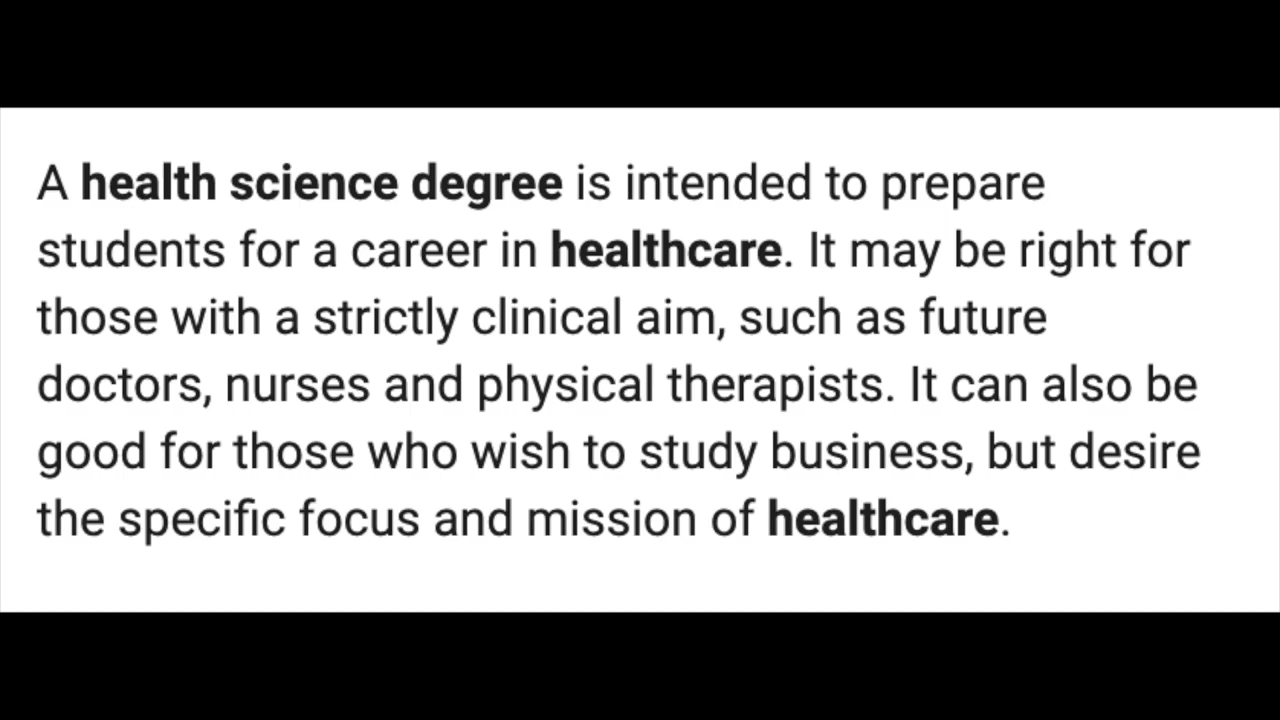 A health science degree is intended to prepare
students for a career in healthcare. It may be right for
those with a strictly clinical aim, such as future
doctors, nurses and physical therapists. It can also be
good for those who wish to study business, but desire
the specific focus and mission of healthcare.